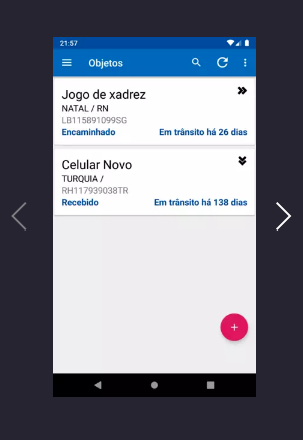 21:57
Objetos
Jogo de xadrez
NATAL / RN
LB115891099SG
Encaminhado Em trânsito há 26 dias
Celular Novo
TURQUIA /
RH117939038TR
Recebido Em trânsito há 138 dias